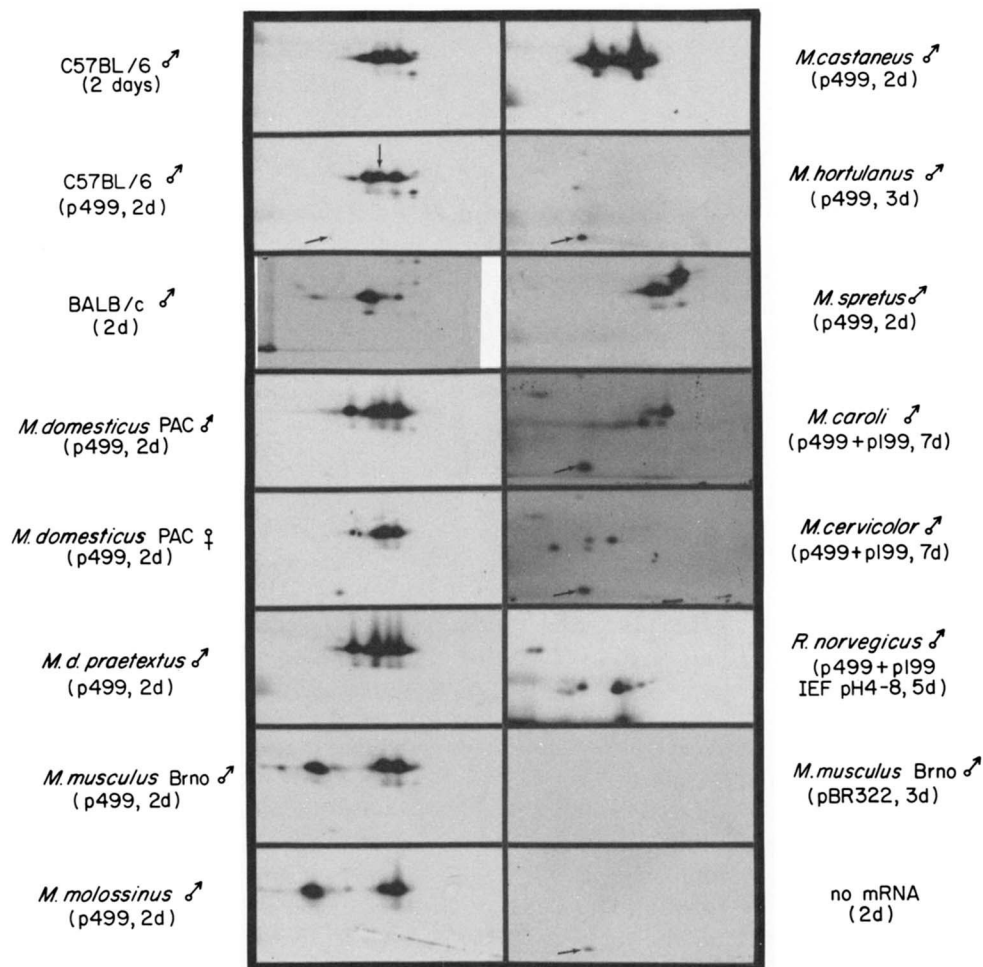 C57BL/6 ♂
(2 days)
C57BL/6 ♂
(p499, 2d)
BALB/c ♂
(2d)
M. domesticus PAC ♂
(p499, 2d)
M. domesticus PAC ♀
(p499, 2d)
M. d. praetextus ♂
(p499, 2d)
M. musculus Brno ♂
(p499, 2d)
M. molossinus ♂
(p499, 2d)
M. castaneus ♂
(p499, 2d)
M. hortulanus ♂
(p499, 3d)
M. spretus ♂
(p499, 2d)
M. caroli ♂
(p499+p199, 7d)
M. cervicolor ♂
(p499+p199, 7d)
R. norvegicus ♂
(p499+p199
IEF pH4-8, 5d)
M. musculus Brno ♂
(pBR322, 3d)
no mRNA
(2d)